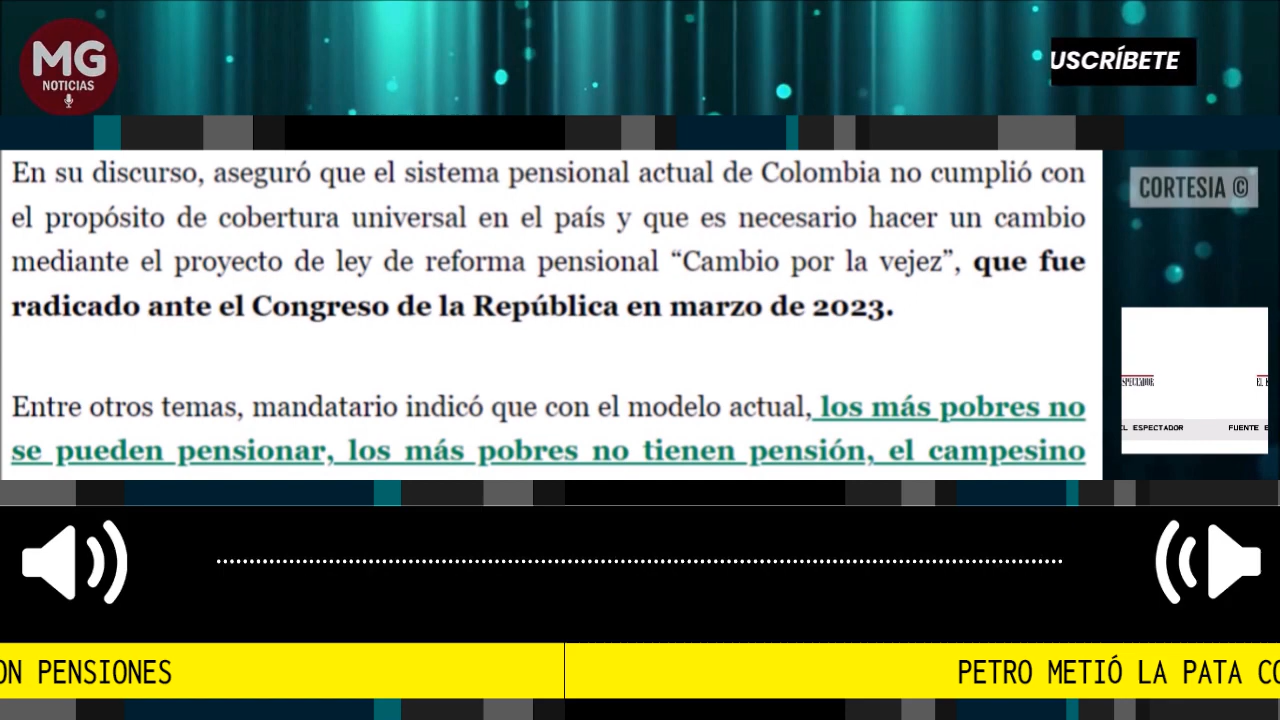 MG
NOTICIAS
USCRÍBETE
En su discurso, aseguró que el sistema pensional actual de Colombia no cumplió con
el propósito de cobertura universal en el país y que es necesario hacer un cambio
mediante el proyecto de ley de reforma pensional “Cambio por la vejez”, que fue
radicado ante el Congreso de la República en marzo de 2023.
Entre otros temas, mandatario indicó que con el modelo actual, los más pobres no
se pueden pensionar, los más pobres no tienen pensión, el campesino
CORTESIA ©
SPECTADOR
EL E
EL ESPECTADOR
FUENTE E
ON PENSIONES
PETRO METIÓ LA PATA CO